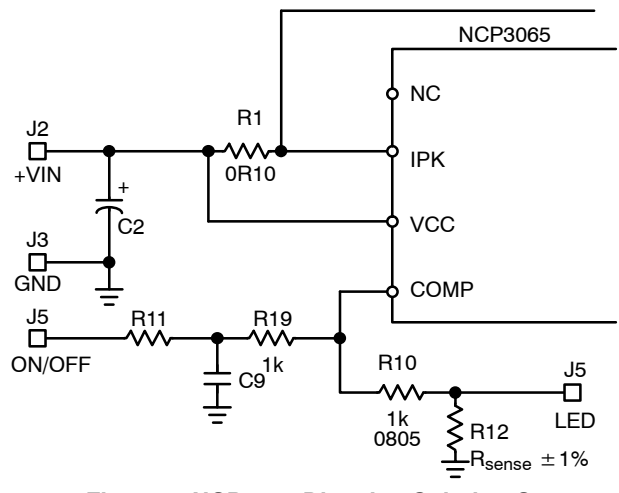 NCP3065
NC
R1
J2
+VIN
0R10
IPK
+
C2
VCC
J3
GND
COMP
J5
ON/OFF
R11
R19
1k
C9
R10
1k
0805
J5
LED
R12
Rsense ±1%